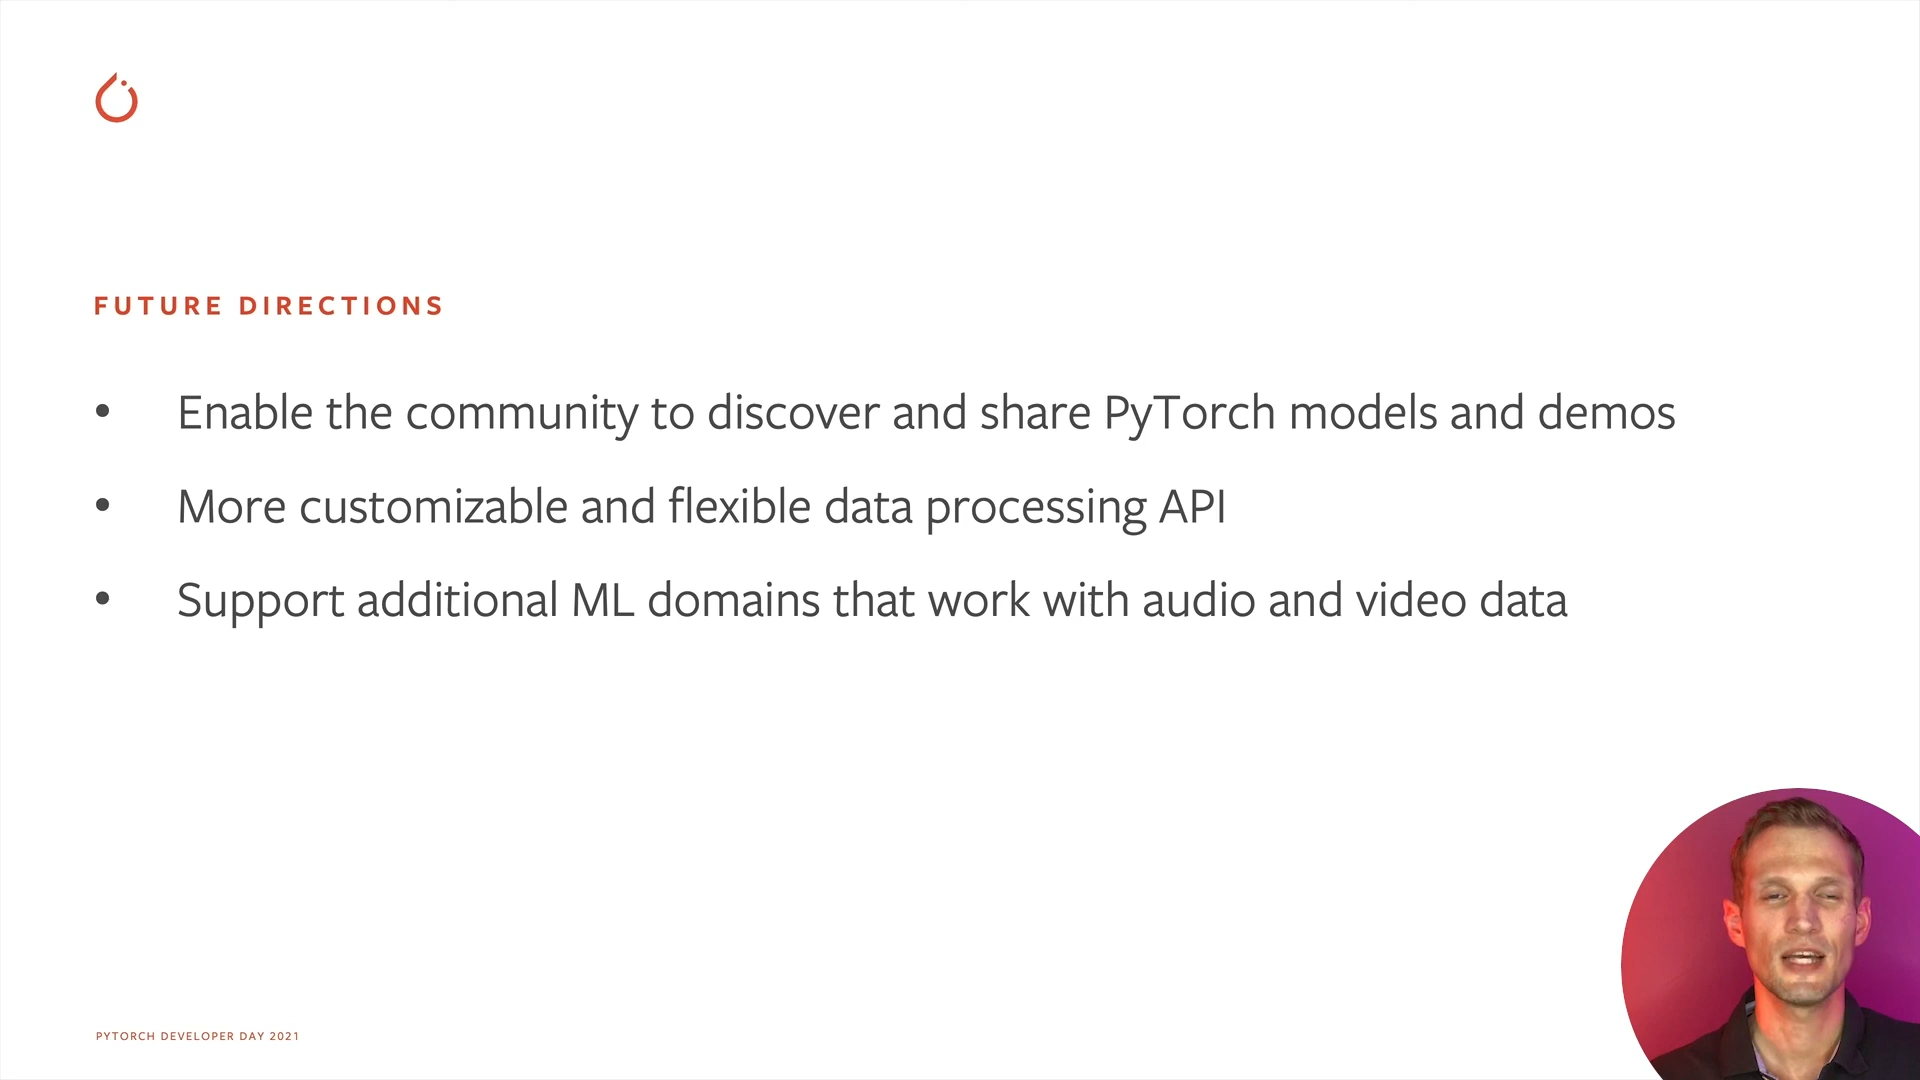 FUTURE DIRECTIONS
• Enable the community to discover and share PyTorch models and demos
• More customizable and flexible data processing API
• Support additional ML domains that work with audio and video data
PYTORCH DEVELOPER DAY 2021